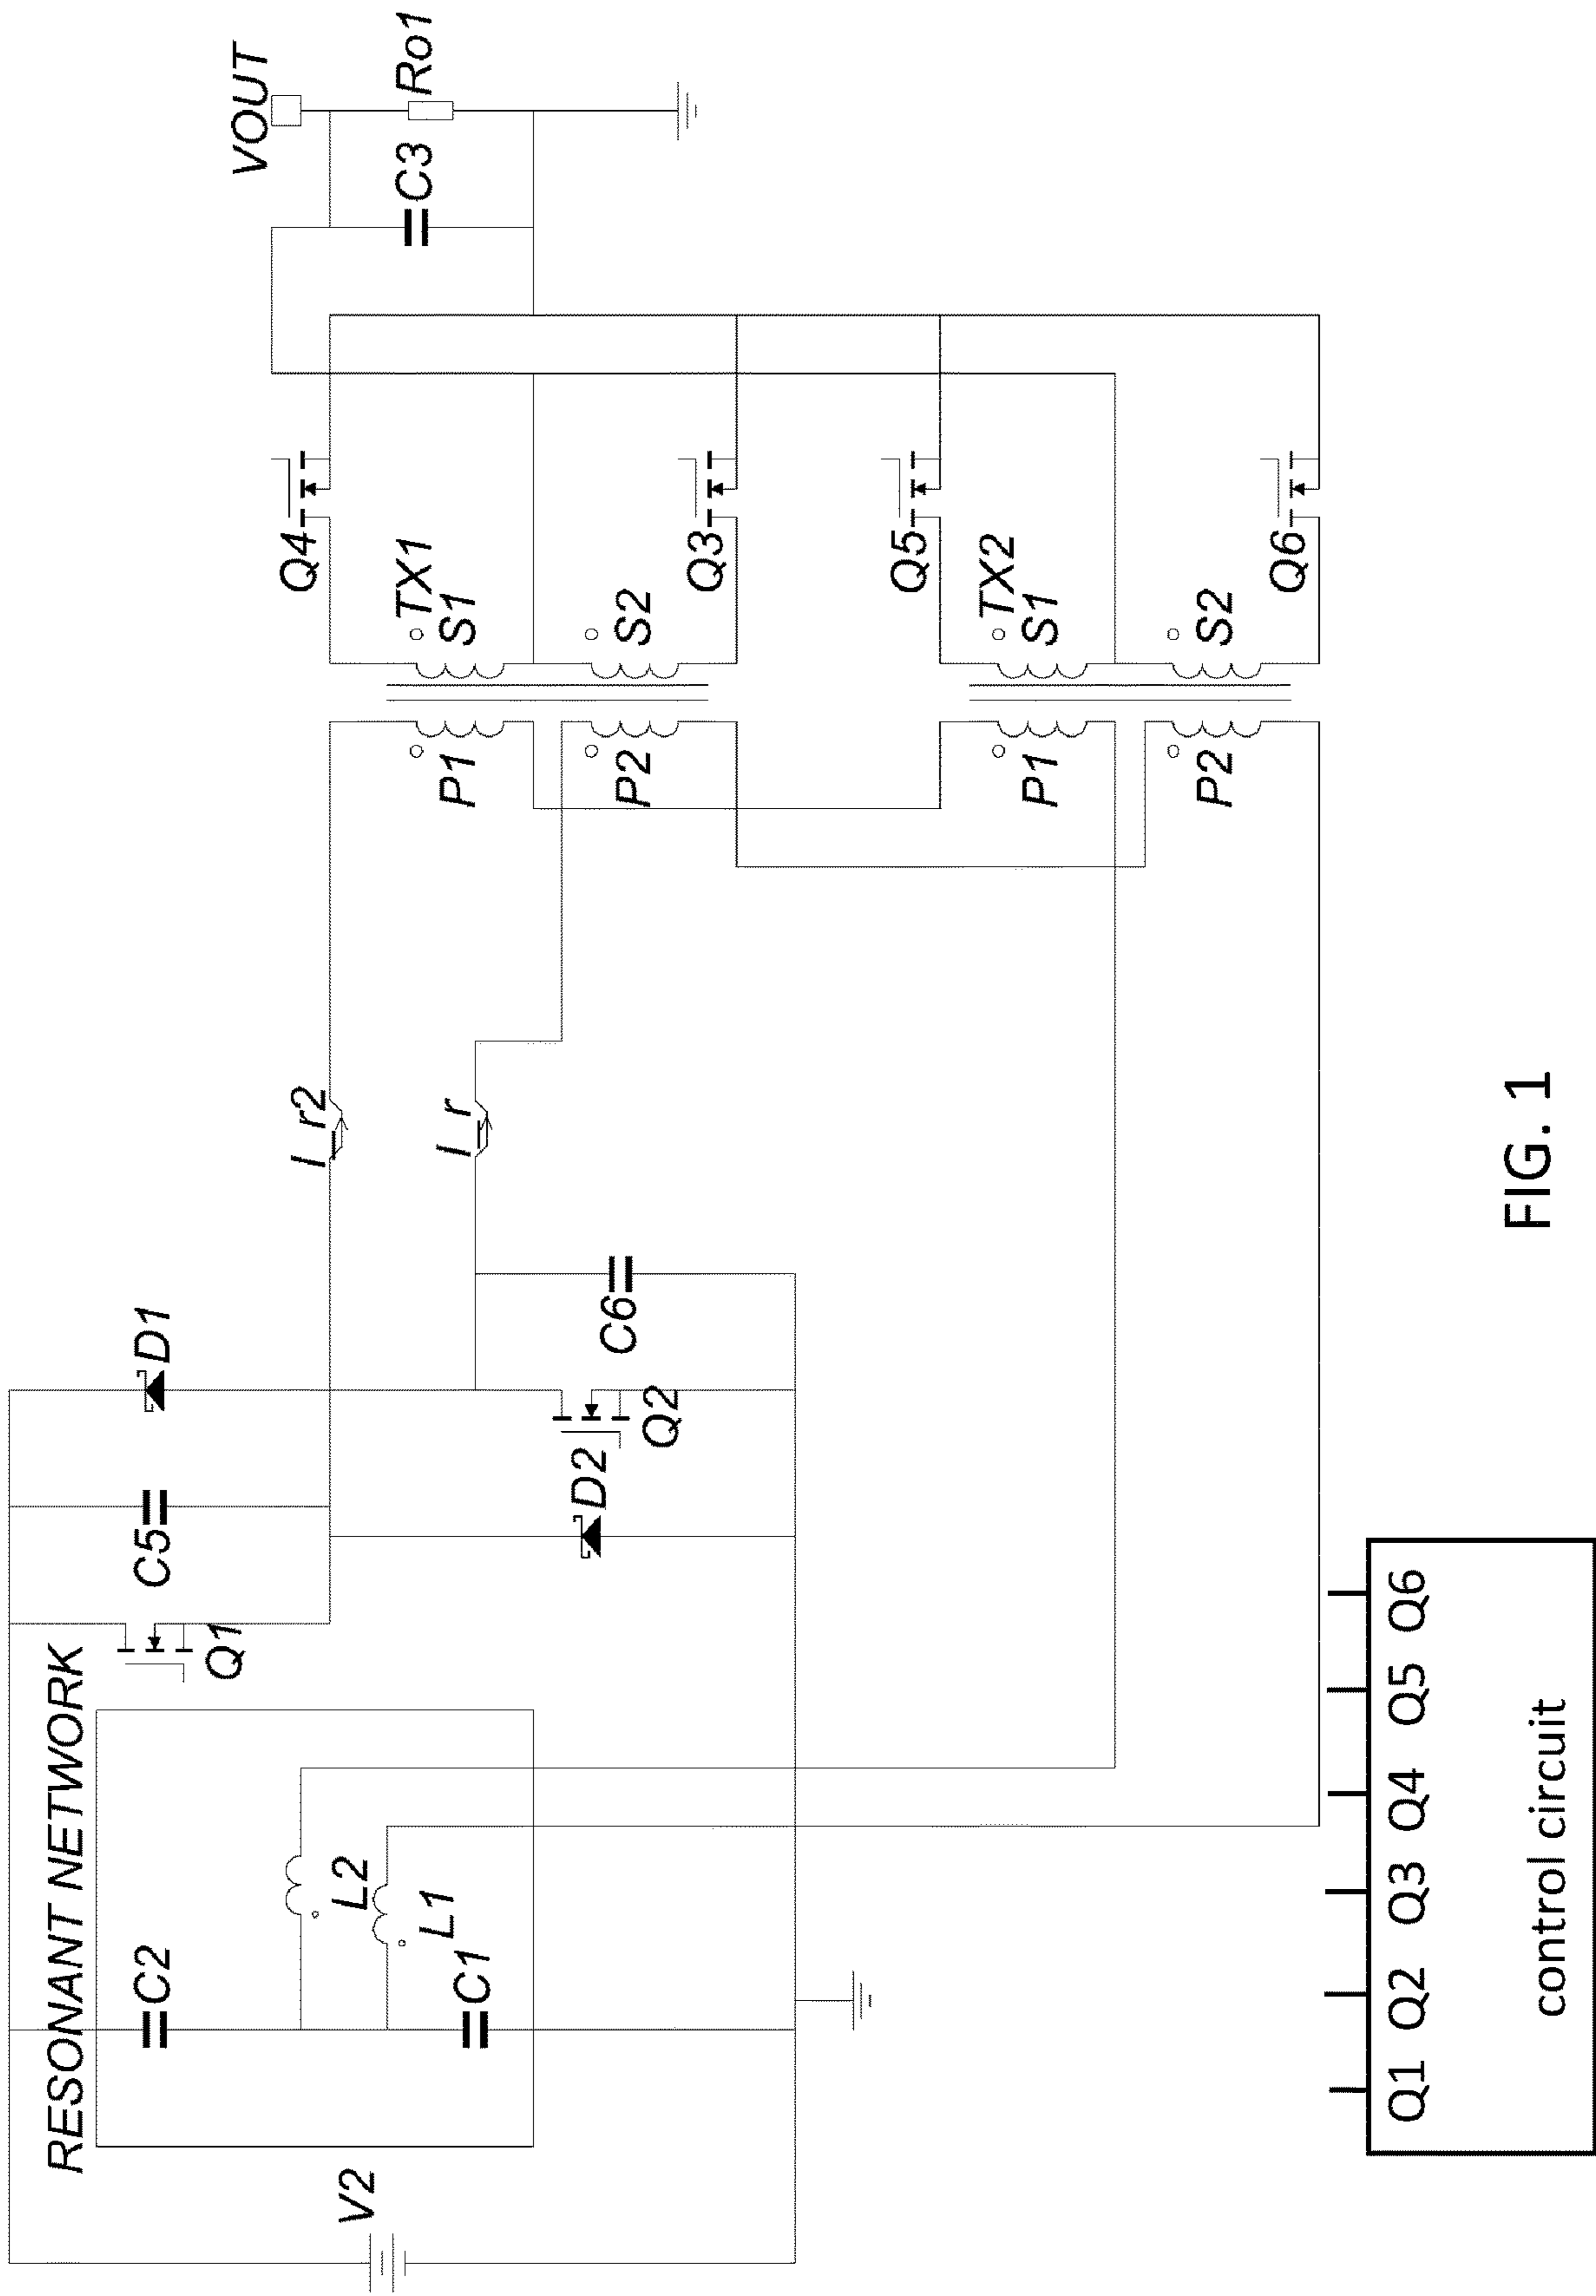 RESONANT NETWORK
V2
C2
C1
L2
L1
Q1
C5
D1
D2
Q2
C6
I_r2
I_r
P1
P2
TX1
S1
S2
P1
P2
TX2
S1
S2
Q4
Q3
Q5
Q6
VOUT
C3
Ro1
Q1 Q2 Q3 Q4 Q5 Q6
control circuit
FIG. 1